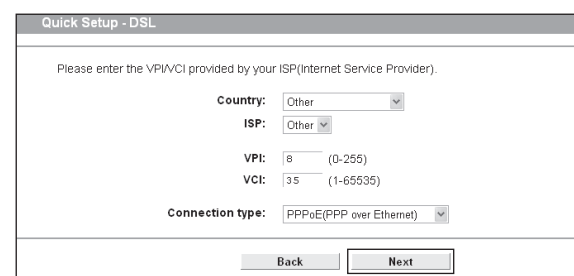 Quick Setup - DSL
Please enter the VPI/VCI provided by your ISP(Internet Service Provider).
Country: Other
ISP: Other
VPI: 8 (0-255)
VCI: 35 (1-65535)
Connection type: PPPoE(PPP over Ethernet)
Back Next